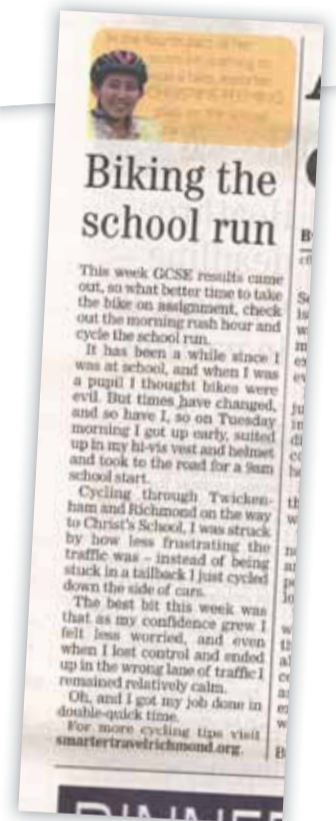 Biking the
school run
This week GCSE results came
out, so what better time to take
the bike on assignment, check
out the morning rush hour and
cycle the school run.
It has been a while since I
was at school, and when I was
a pupil I thought bikes were
evil. But times have changed,
and so have I, so on Tuesday
morning I got up early, suited
up in my hi-vis vest and helmet
and took to the road for a 9am
school start.
Cycling through Twicken-
ham and Richmond on the way
to Christ's School, I was struck
by how less frustrating the
traffic was – instead of being
stuck in a tailback I just cycled
down the side of cars.
The best bit this week was
that as my confidence grew I
felt less worried, and even
when I lost control and ended
up in the wrong lane of traffic I
remained relatively calm.
Oh, and I got my job done in
double-quick time.
For more cycling tips visit
smartertravelrichmond.org.